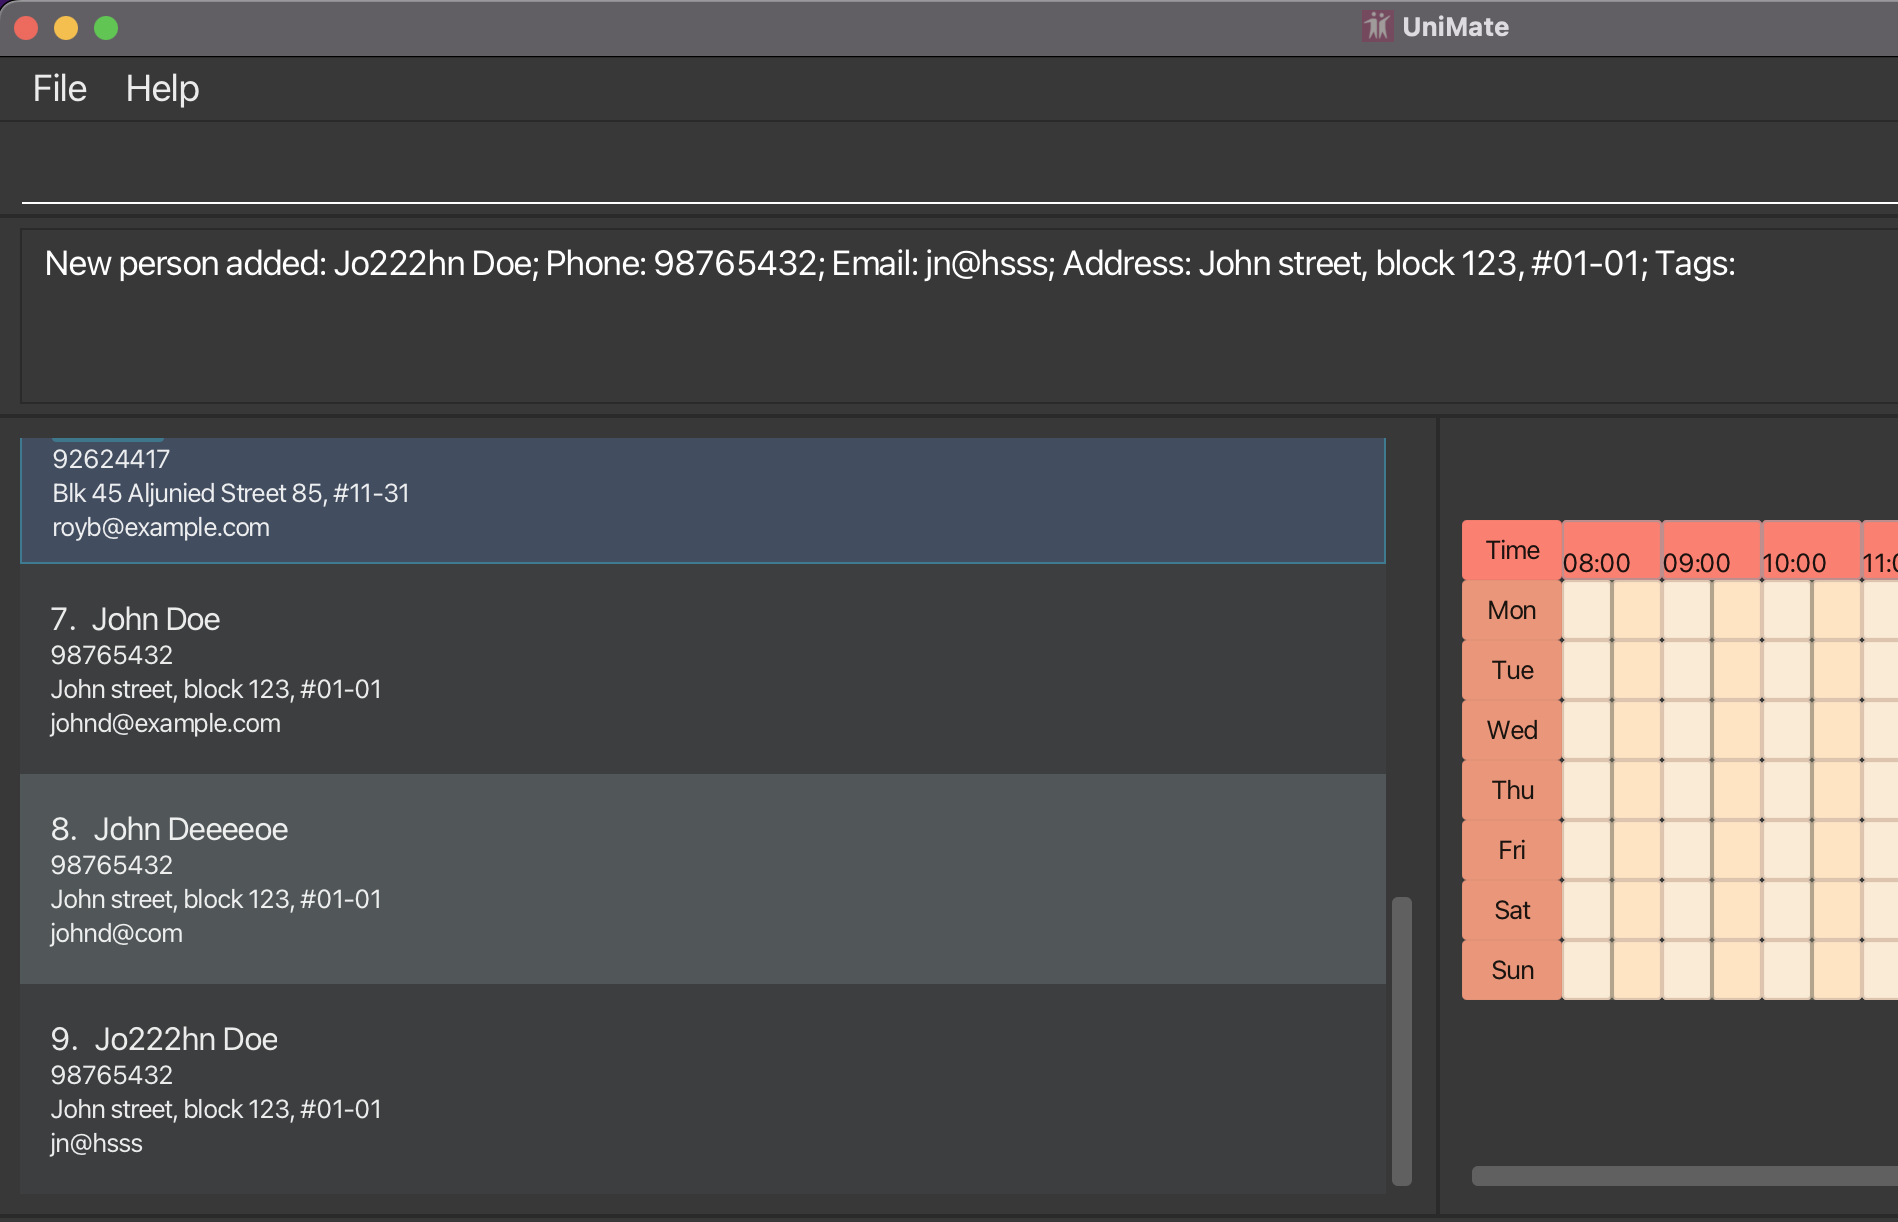 UniMate
File Help
New person added: Jo222hn Doe; Phone: 98765432; Email: jn@hsss; Address: John street, block 123, #01-01; Tags:
92624417
Blk 45 Aljunied Street 85, #11-31
royb@example.com
7. John Doe
98765432
John street, block 123, #01-01
johnd@example.com
8. John Deeeeoe
98765432
John street, block 123, #01-01
johnd@com
9. Jo222hn Doe
98765432
John street, block 123, #01-01
jn@hsss
Time 08:00 09:00 10:00
Mon
Tue
Wed
Thu
Fri
Sat
Sun